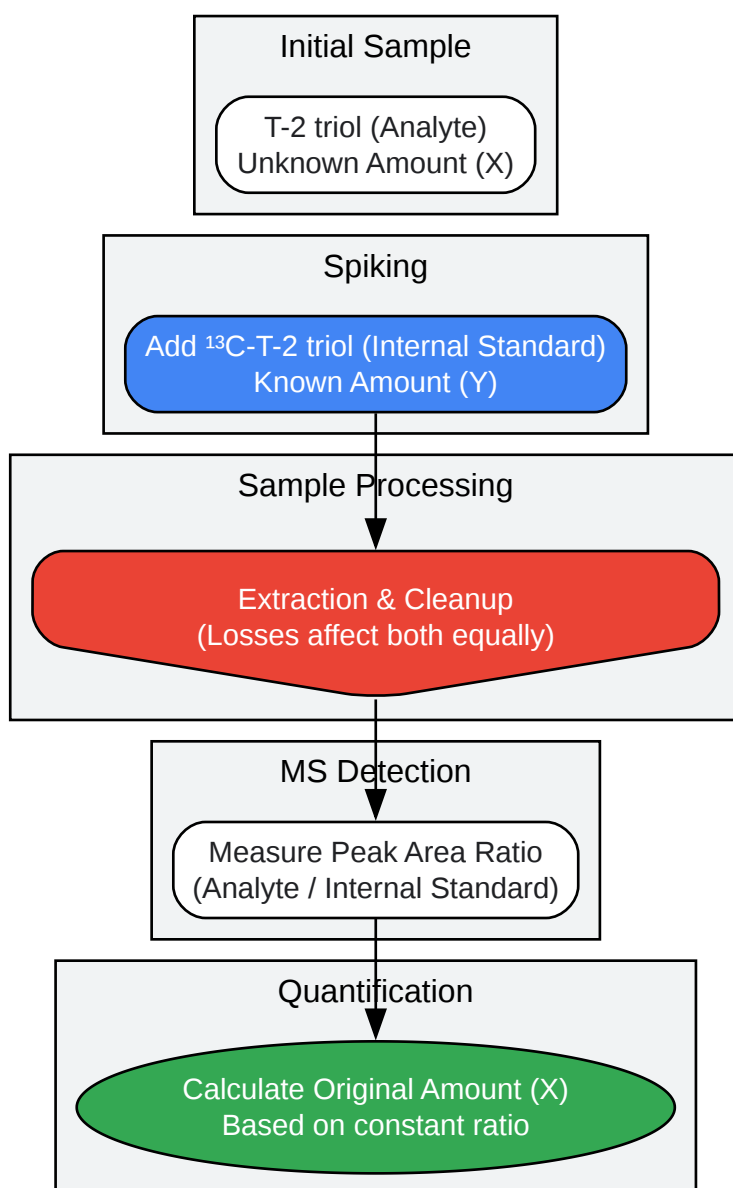 Initial Sample
T-2 triol (Analyte)
Unknown Amount (X)
Spiking
Add ¹³C-T-2 triol (Internal Standard)
Known Amount (Y)
Sample Processing
Extraction & Cleanup
(Losses affect both equally)
MS Detection
Measure Peak Area Ratio
(Analyte / Internal Standard)
Quantification
Calculate Original Amount (X)
Based on constant ratio